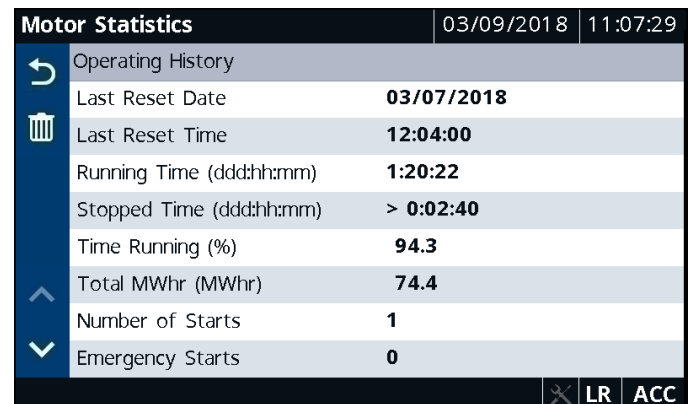 Motor Statistics 03/09/2018 11:07:29
Operating History
Last Reset Date 03/07/2018
Last Reset Time 12:04:00
Running Time (ddd:hh:mm) 1:20:22
Stopped Time (ddd:hh:mm) > 0:02:40
Time Running (%) 94.3
Total MWhr (MWhr) 74.4
Number of Starts 1
Emergency Starts 0
LR ACC